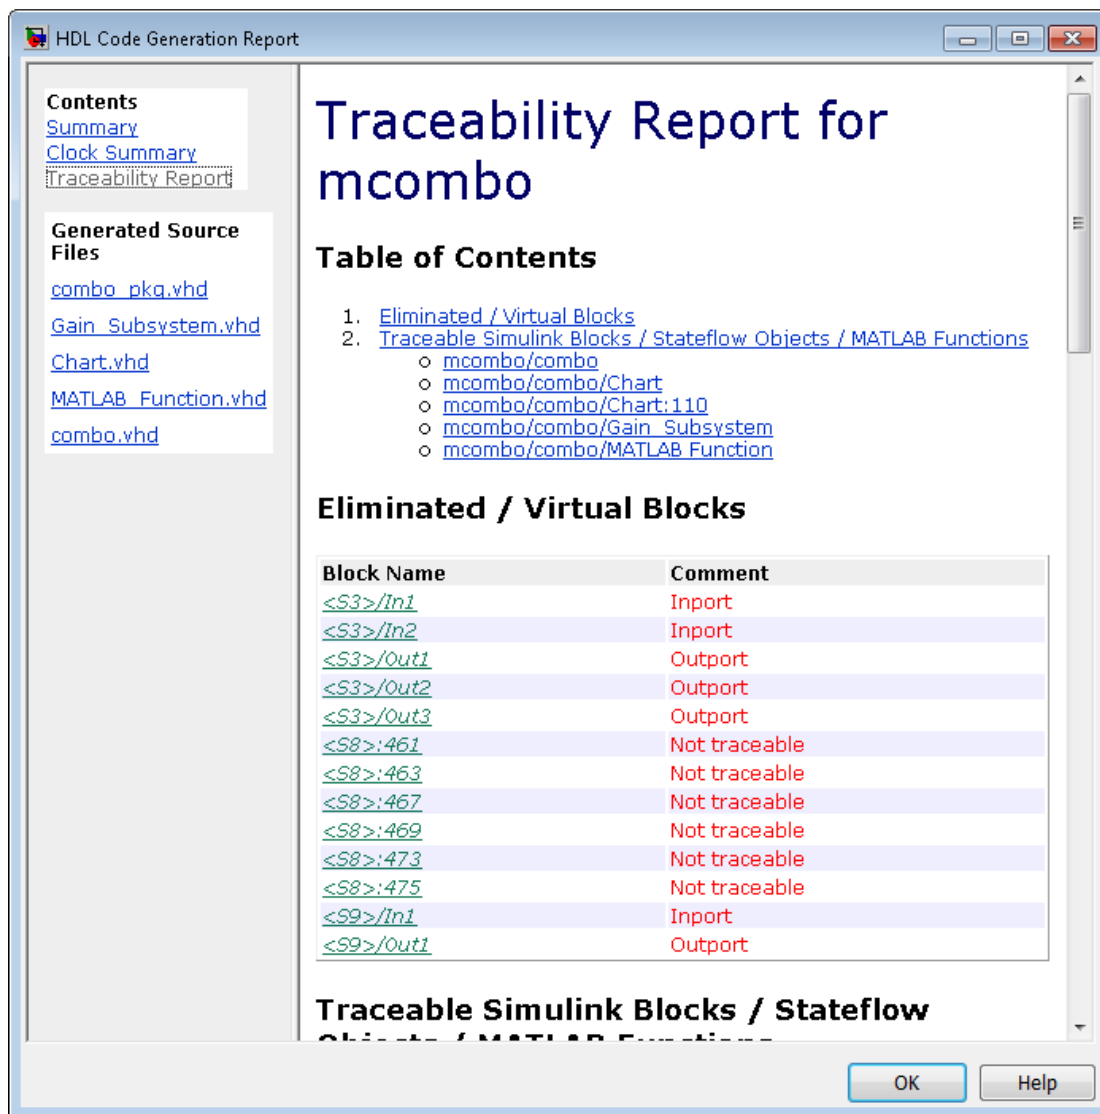 HDL Code Generation Report
Contents
Summary
Clock Summary
Traceability Report
Generated Source
Files
combo_pkg.vhd
Gain_Subsystem.vhd
Chart.vhd
MATLAB_Function.vhd
combo.vhd
Traceability Report for
mcombo
Table of Contents
1. Eliminated / Virtual Blocks
2. Traceable Simulink Blocks / Stateflow Objects / MATLAB Functions
o mcombo/combo
o mcombo/combo/Chart
o mcombo/combo/Chart:110
o mcombo/combo/Gain_Subsystem
o mcombo/combo/MATLAB Function
Eliminated / Virtual Blocks
Block Name Comment
<S3>/In1 Inport
<S3>/In2 Inport
<S3>/Out1 Outport
<S3>/Out2 Outport
<S3>/Out3 Outport
<S8>:461 Not traceable
<S8>:463 Not traceable
<S8>:467 Not traceable
<S8>:469 Not traceable
<S8>:473 Not traceable
<S8>:475 Not traceable
<S9>/In1 Inport
<S9>/Out1 Outport
Traceable Simulink Blocks / Stateflow
Objects / MATLAB Functions
OK Help